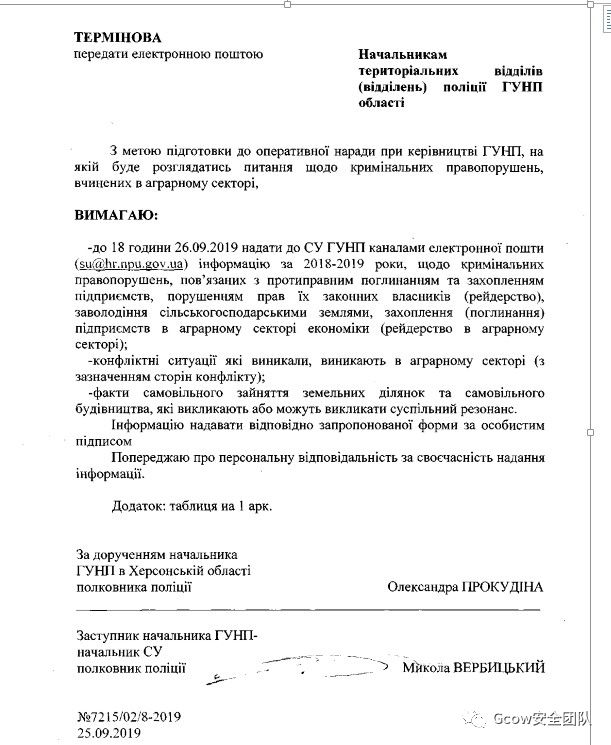 ТЕРМІНОВА
передати електронною поштою
Начальникам
територіальних відділів
(відділень) поліції ГУНП
області
З метою підготовки до оперативної наради при керівництві ГУНП, на
якій буде розглядатись питання щодо кримінальних правопорушень,
вчинених в аграрному секторі,
ВИМАГАЮ:
-до 18 години 26.09.2019 надати до СУ ГУНП каналами електронної пошти
(su@hr.npu.gov.ua) інформацію за 2018-2019 роки, щодо кримінальних
правопорушень, пов’язаних з протиправним поглинанням та захопленням
підприємств, порушенням прав їх законних власників (рейдерство),
заволодіння сільськогосподарськими землями, захоплення (поглинання)
підприємств в аграрному секторі економіки (рейдерство в аграрному
секторі);
-конфліктні ситуації які виникали, виникають в аграрному секторі (з
зазначенням сторін конфлікту);
-факти самовільного зайняття земельних ділянок та самовільного
будівництва, які викликають або можуть викликати суспільний резонанс.
Інформацію надавати відповідно запропонованої форми за особистим
підписом
Попереджаю про персональну відповідальність за своєчасність надання
інформації.
Додаток: таблиця на 1 арк.
За дорученням начальника
ГУНП в Херсонській області
полковника поліції Олександра ПРОКУДІНА
Заступник начальника ГУНП-
начальник СУ
полковник поліції Микола ВЕРБИЦЬКИЙ
№7215/02/8-2019
25.09.2019
Gcow安全团队